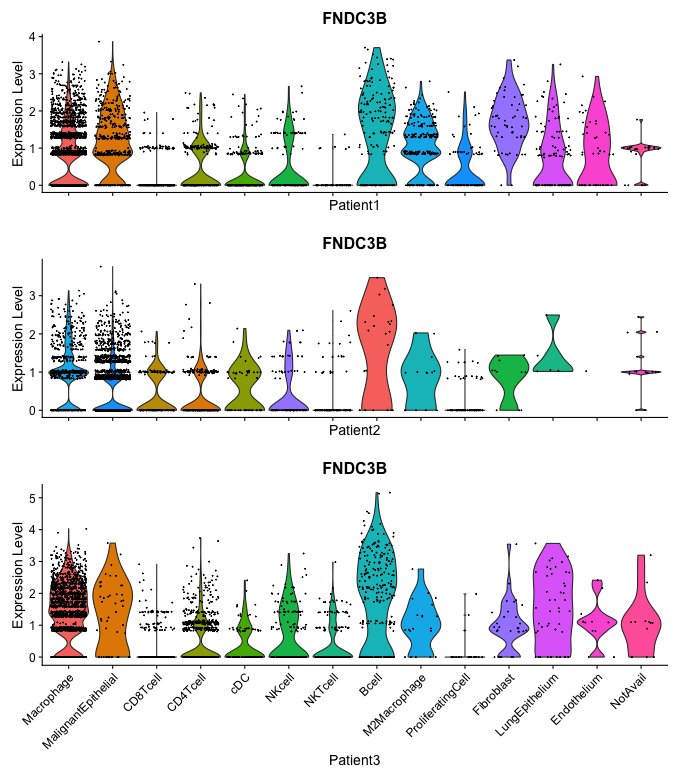 FNDC3B
Expression Level
4
3
2
1
0
Patient1
FNDC3B
Expression Level
3
2
1
0
Patient2
FNDC3B
Expression Level
5
4
3
2
1
0
Macrophage
MalignantEpithelial
CD8Tcell
CD4Tcell
cDC
NKcell
NKTcell
Bcell
M2Macrophage
ProliferatingCell
Fibroblast
LungEpithelium
Endothelium
NotAvail
Patient3